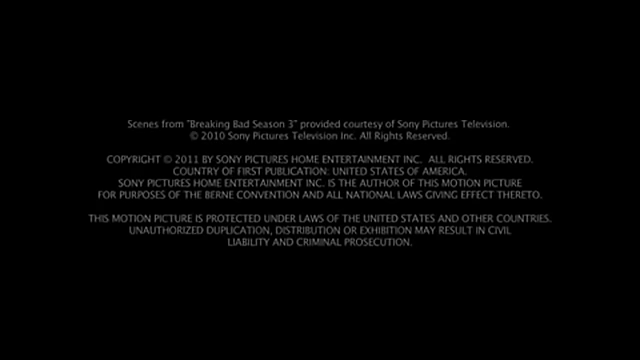 Scenes from "Breaking Bad Season 3" provided courtesy of Sony Pictures Television.
© 2010 Sony Pictures Television Inc. All Rights Reserved.
COPYRIGHT © 2011 BY SONY PICTURES HOME ENTERTAINMENT INC. ALL RIGHTS RESERVED.
COUNTRY OF FIRST PUBLICATION: UNITED STATES OF AMERICA.
SONY PICTURES HOME ENTERTAINMENT INC. IS THE AUTHOR OF THIS MOTION PICTURE
FOR PURPOSES OF THE BERNE CONVENTION AND ALL NATIONAL LAWS GIVING EFFECT THERETO.
THIS MOTION PICTURE IS PROTECTED UNDER LAWS OF THE UNITED STATES AND OTHER COUNTRIES.
UNAUTHORIZED DUPLICATION, DISTRIBUTION OR EXHIBITION MAY RESULT IN CIVIL
LIABILITY AND CRIMINAL PROSECUTION.